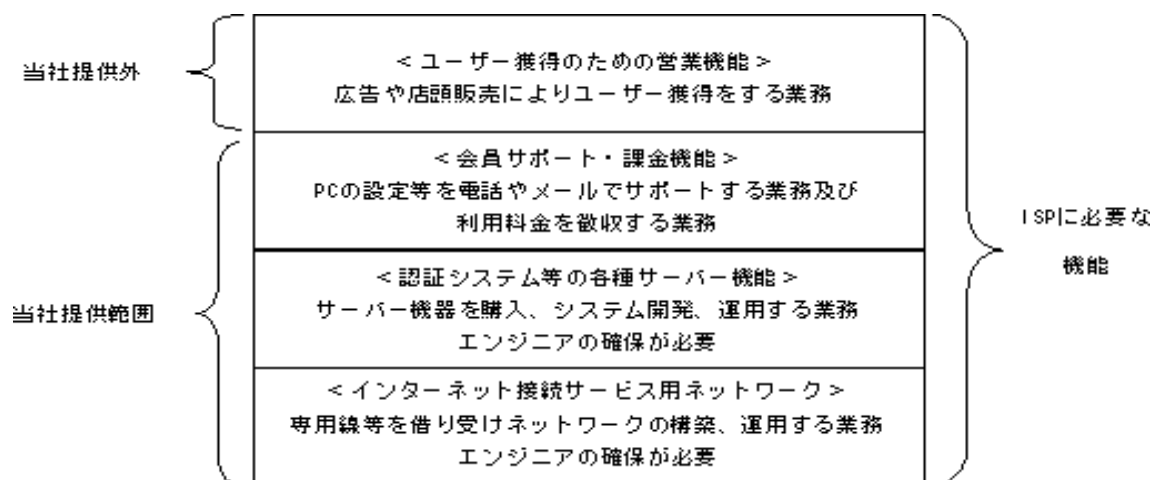 当社提供外
<ユーザー獲得のための営業機能>
広告や店頭販売によりユーザー獲得をする業務
<会員サポート・課金機能>
PCの設定等を電話やメールでサポートする業務及び
利用料金を徴収する業務
ISPに必要な
機能
当社提供範囲
<認証システム等の各種サーバー機能>
サーバー機器を購入、システム開発、運用する業務
エンジニアの確保が必要
<インターネット接続サービス用ネットワーク>
専用線等を借り受けネットワークの構築、運用する業務
エンジニアの確保が必要